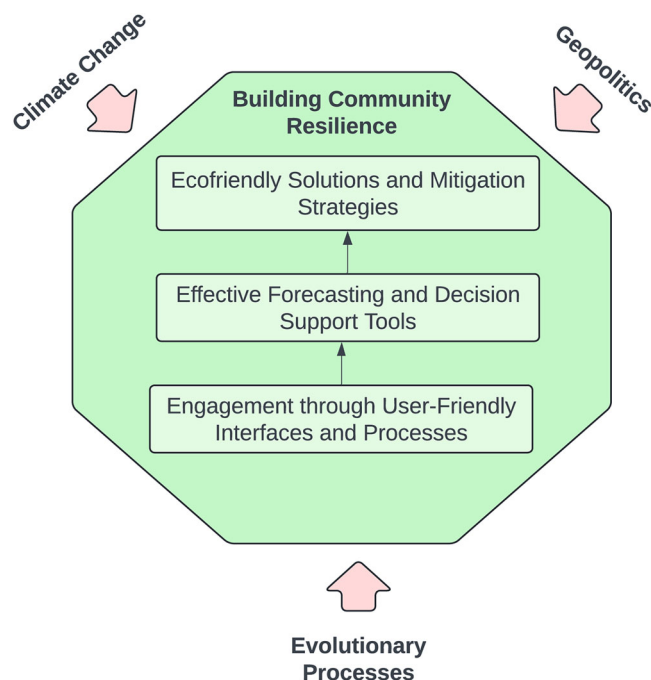 Climate Change
Geopolitics
Building Community
Resilience
Ecofriendly Solutions and Mitigation
Strategies
Effective Forecasting and Decision
Support Tools
Engagement through User-Friendly
Interfaces and Processes
Evolutionary
Processes